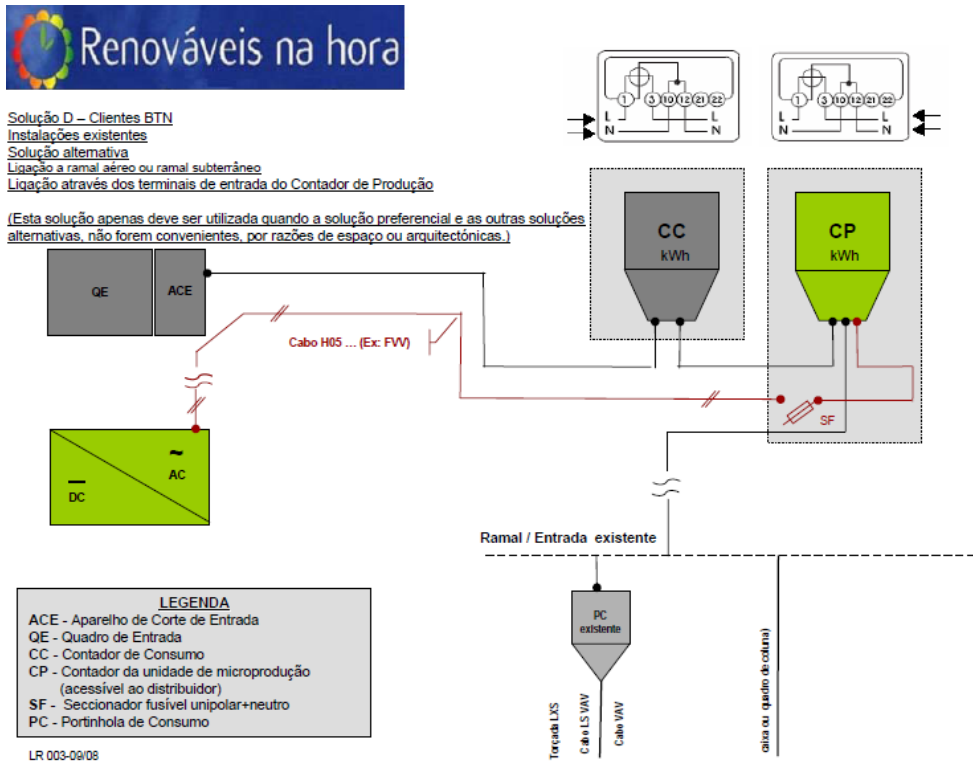 Renováveis na hora
Solução D – Clientes BTN
Instalações existentes
Solução alternativa
Ligação a ramal aéreo ou ramal subterrâneo
Ligação através dos terminais de entrada do Contador de Produção
(Esta solução apenas deve ser utilizada quando a solução preferencial e as outras soluções
alternativas, não forem convenientes, por razões de espaço ou arquitectónicas.)
1 3 10 12 21 22
L L
N N
1 3 10 12 21 22
L L
N N
CC
kWh
CP
kWh
QE
ACE
Cabo H05 ... (Ex: FVV)
SF
~
AC
DC
Ramal / Entrada existente
PC
existente
Torçada LXS
Cabo LS VAV
Cabo VAV
caixa ou quadro de coluna)
LEGENDA
ACE - Aparelho de Corte de Entrada
QE - Quadro de Entrada
CC - Contador de Consumo
CP - Contador da unidade de microprodução
(acessível ao distribuidor)
SF - Seccionador fusível unipolar+neutro
PC - Portinhola de Consumo
LR 003-09/08